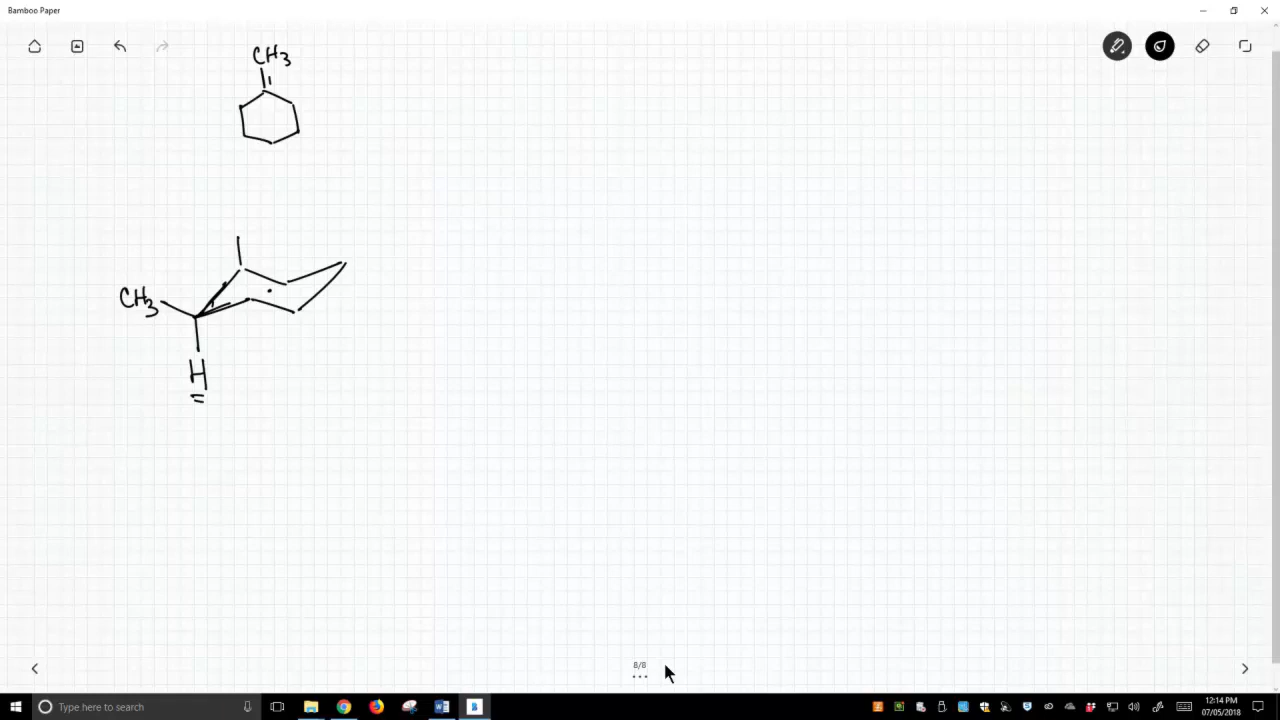 Bamboo Paper
CH3
CH3
H
8/8
Type here to search
12:14 PM
07/05/2018